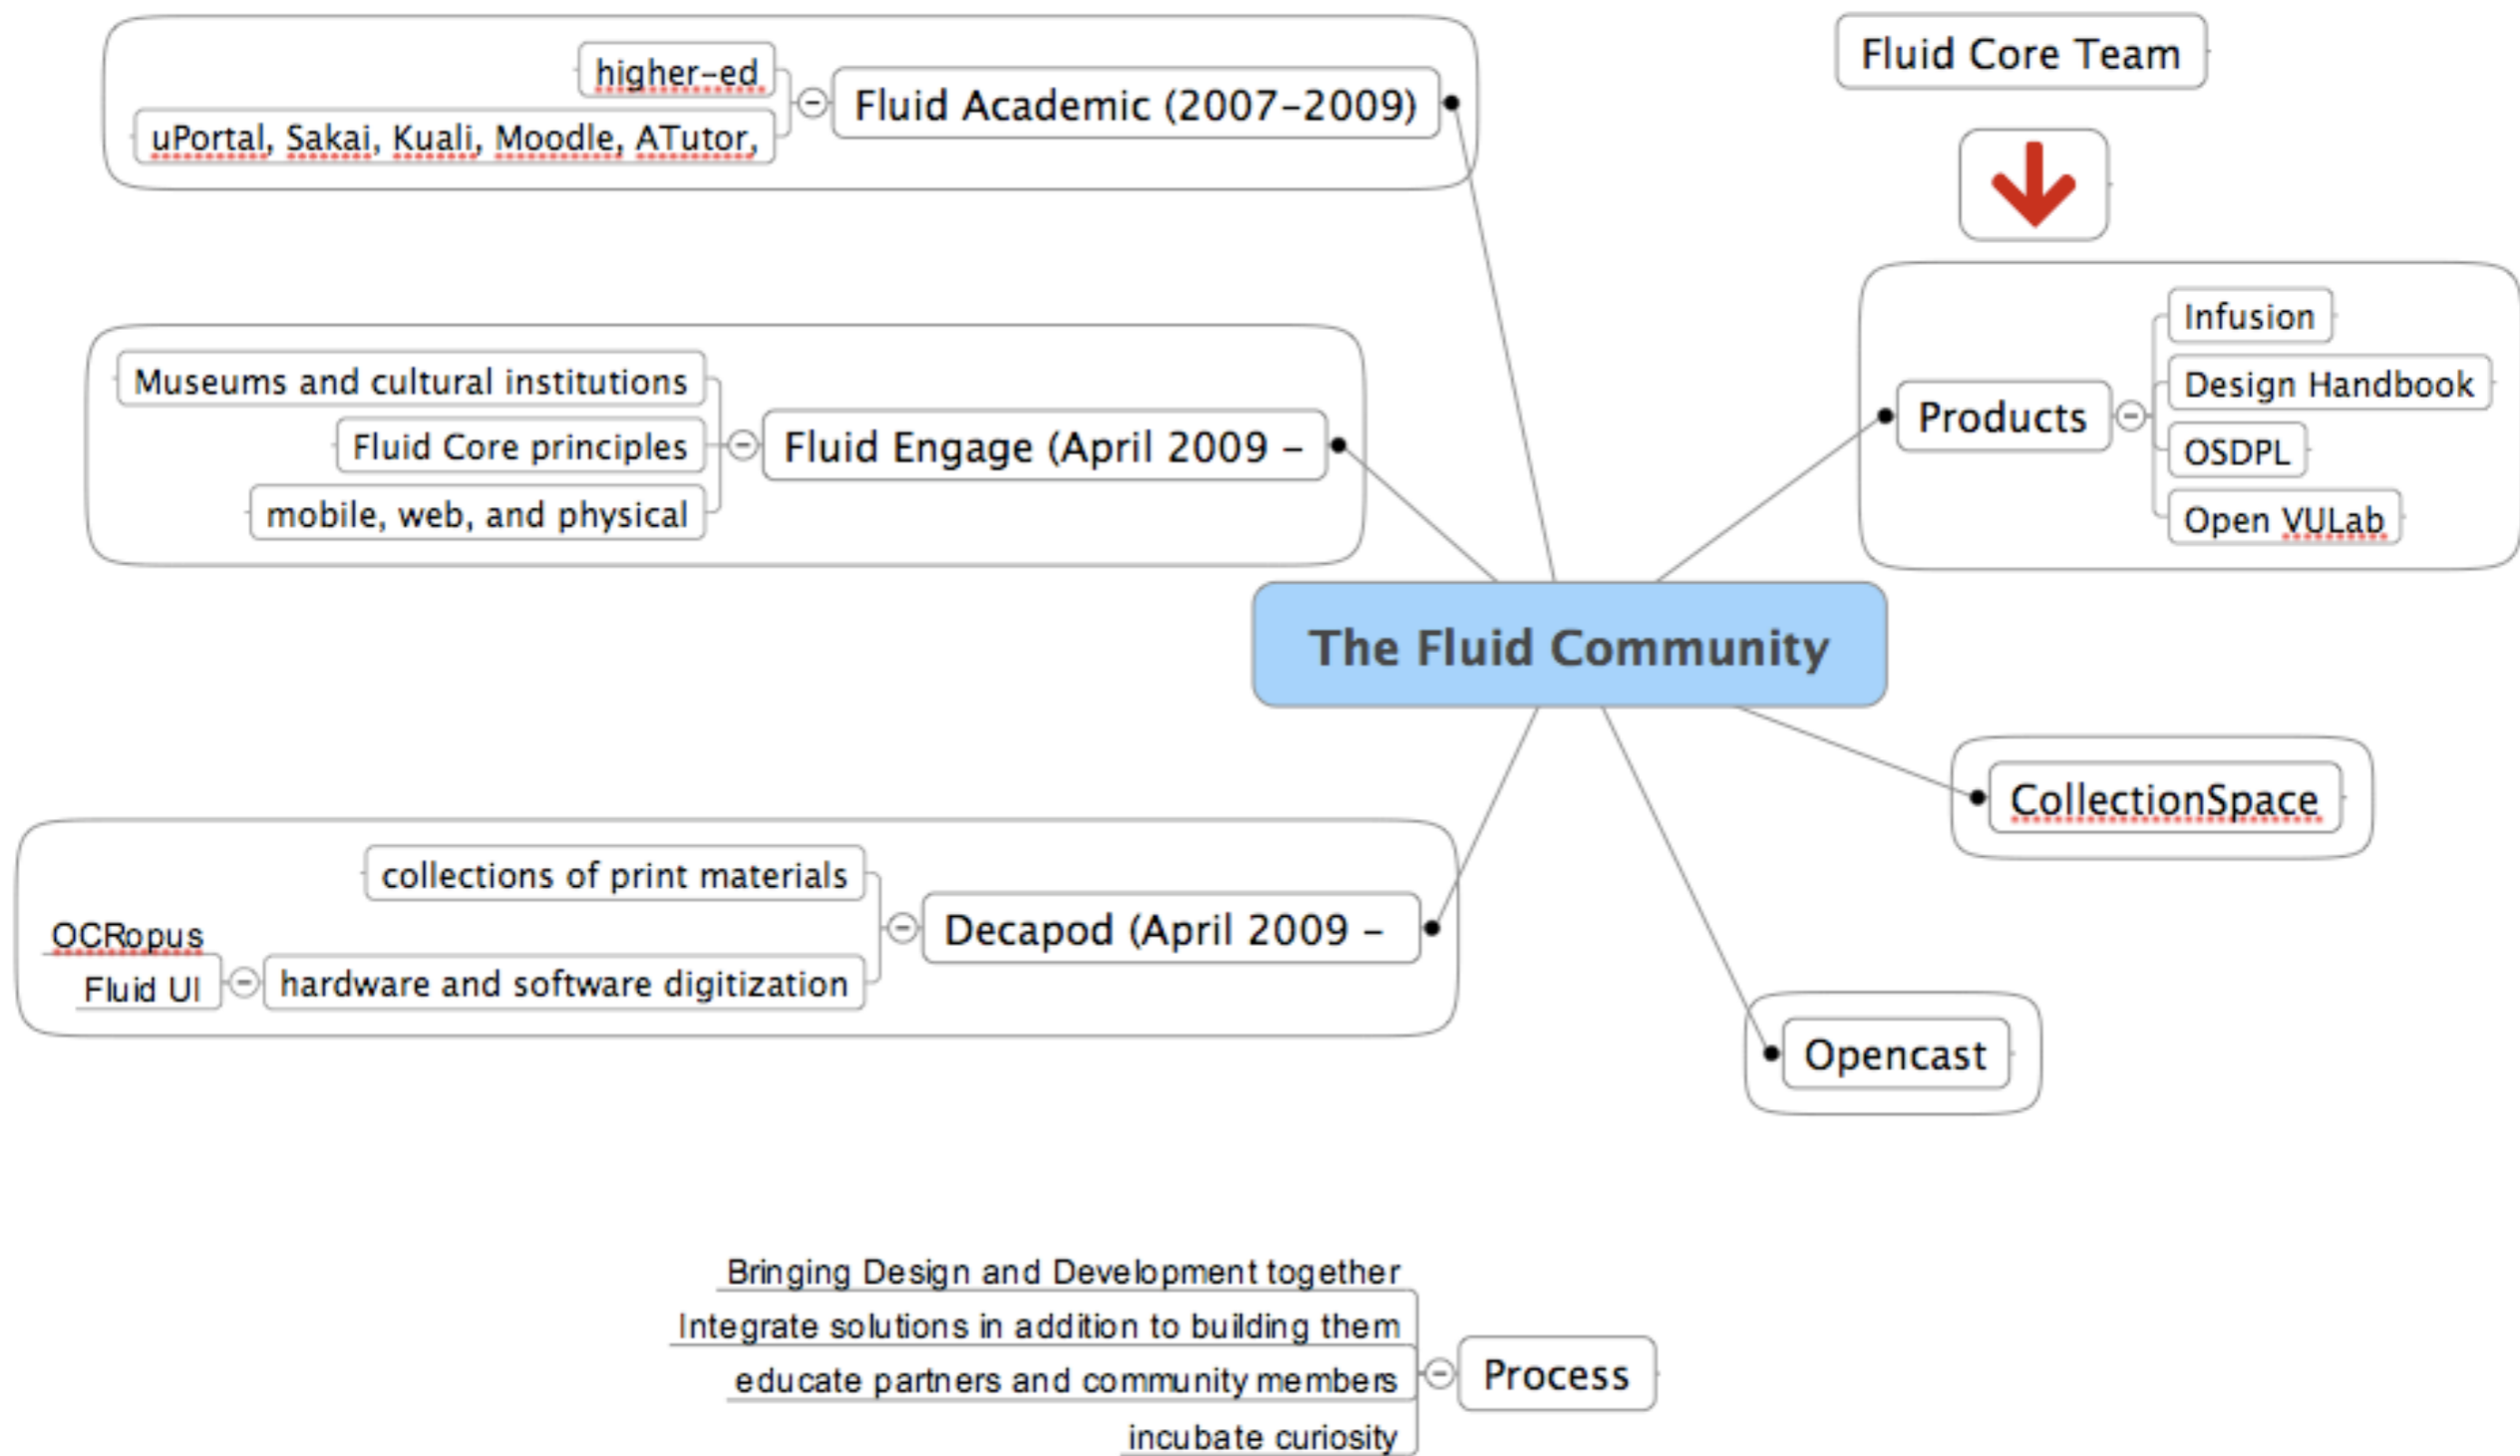 higher-ed
uPortal, Sakai, Kuali, Moodle, ATutor,
Fluid Academic (2007-2009)
Fluid Core Team
Museums and cultural institutions
Fluid Core principles
mobile, web, and physical
Fluid Engage (April 2009 -
Products
Infusion
Design Handbook
OSDPL
Open VULab
The Fluid Community
collections of print materials
OCRopus
Fluid UI
hardware and software digitization
Decapod (April 2009 -
CollectionSpace
Opencast
Bringing Design and Development together
Integrate solutions in addition to building them
educate partners and community members
incubate curiosity
Process